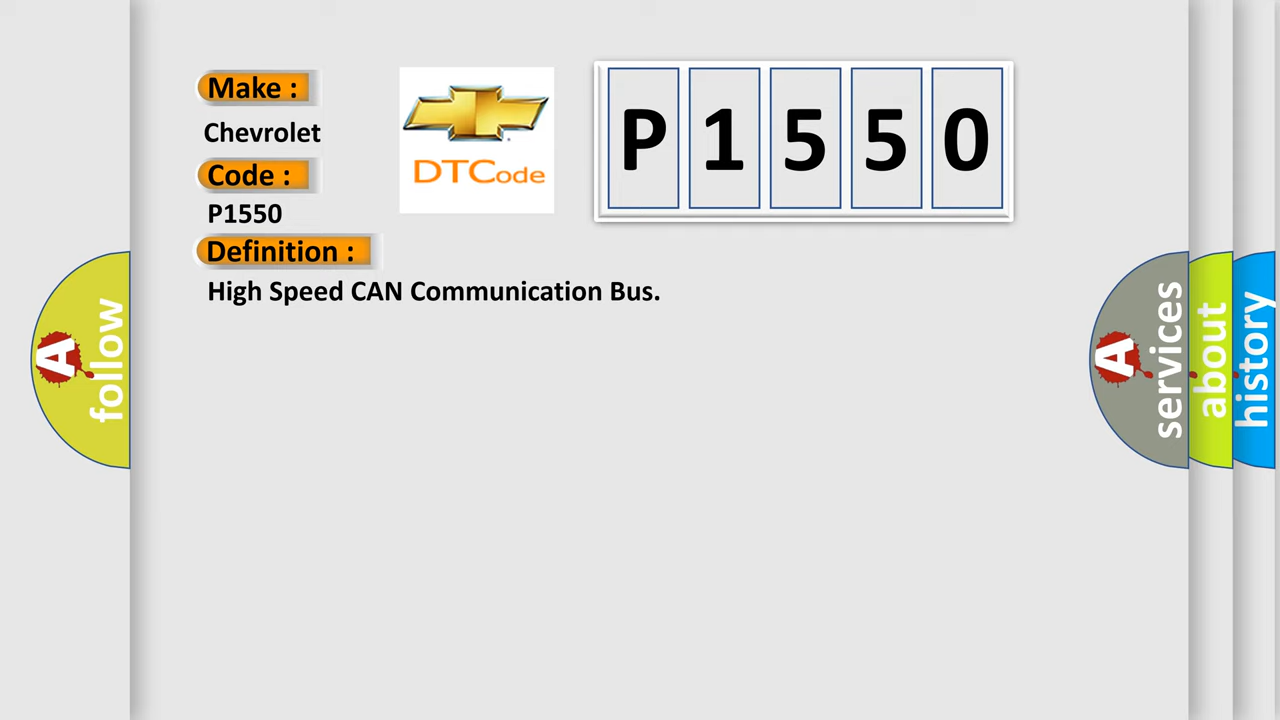 Make :
Chevrolet
Code :
P1550
Definition :
High Speed CAN Communication Bus.
DTCode
P 1 5 5 0
A follow
A services
about
history